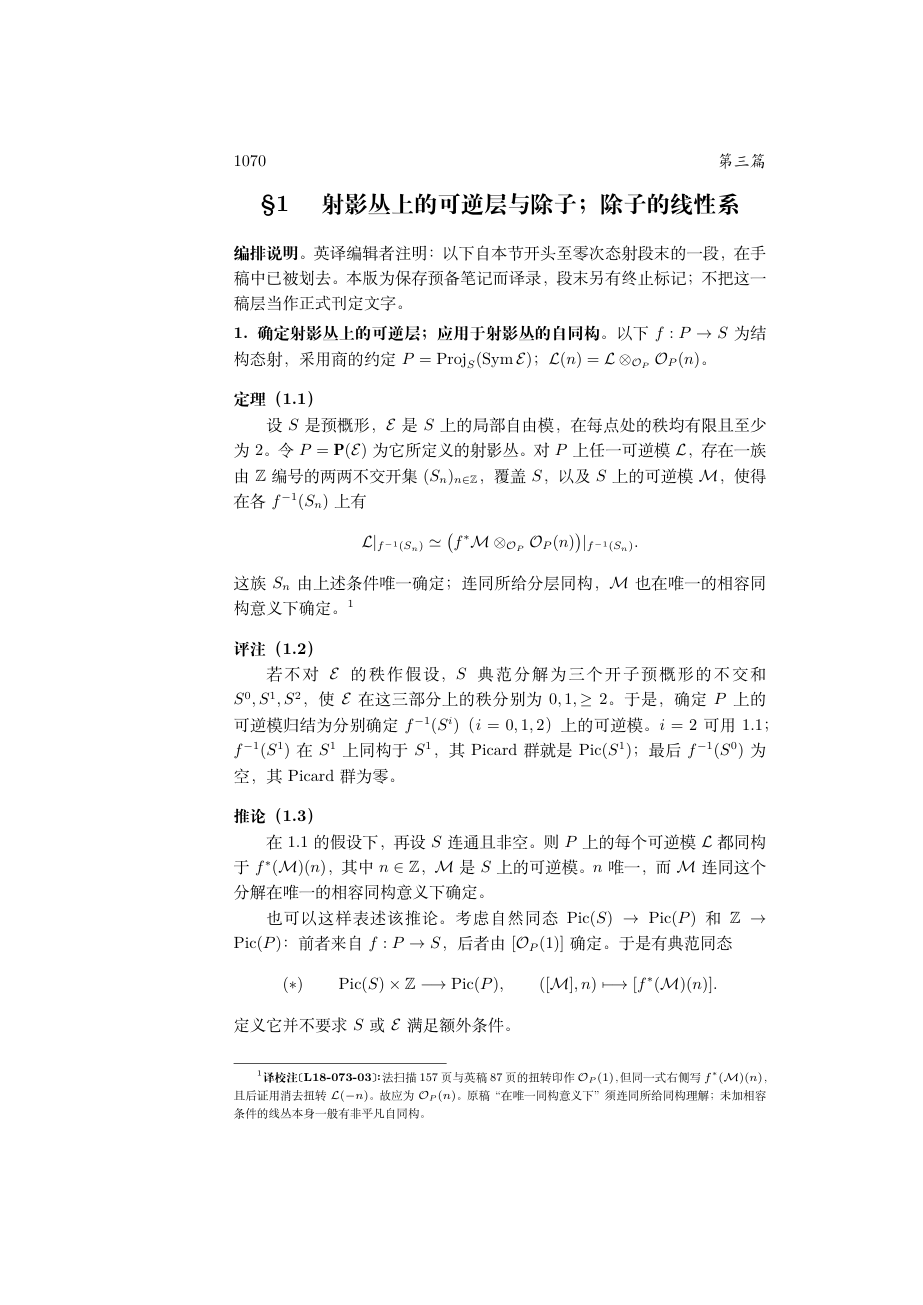 1070 第三篇
§1 射影丛上的可逆层与除子；除子的线性系
编排说明。英译编辑者注明：以下自本节开头至零次态射段末的一段，在手
稿中已被划去。本版为保存预备笔记而译录，段末另有终止标记；不把这一
稿层当作正式刊定文字。
1. 确定射影丛上的可逆层；应用于射影丛的自同构。以下 f : P → S 为结
构态射，采用商的约定 P = Proj_S(Sym ℰ)；ℒ(n) = ℒ ⊗_{𝒪_P} 𝒪_P(n)。
定理（1.1）
设 S 是预概形，ℰ 是 S 上的局部自由模，在每点处的秩均有限且至少
为 2。令 P = P(ℰ) 为它所定义的射影丛。对 P 上任一可逆模 ℒ，存在一族
由 ℤ 编号的两两不交开集 (S_n)_{n∈ℤ}，覆盖 S，以及 S 上的可逆模 ℳ，使得
在各 f^{−1}(S_n) 上有
ℒ|_{f^{−1}(S_n)} ≃ (f^*ℳ ⊗_{𝒪_P} 𝒪_P(n))|_{f^{−1}(S_n)}.
这族 S_n 由上述条件唯一确定；连同所给分层同构，ℳ 也在唯一的相容同
构意义下确定。¹
评注（1.2）
若不对 ℰ 的秩作假设，S 典范分解为三个开子预概形的不交和
S⁰, S¹, S²，使 ℰ 在这三部分上的秩分别为 0, 1, ≥ 2。于是，确定 P 上的
可逆模归结为分别确定 f^{−1}(S^i)（i = 0, 1, 2）上的可逆模。i = 2 可用 1.1；
f^{−1}(S¹) 在 S¹ 上同构于 S¹，其 Picard 群就是 Pic(S¹)；最后 f^{−1}(S⁰) 为
空，其 Picard 群为零。
推论（1.3）
在 1.1 的假设下，再设 S 连通且非空。则 P 上的每个可逆模 ℒ 都同构
于 f^*(ℳ)(n)，其中 n ∈ ℤ，ℳ 是 S 上的可逆模。n 唯一，而 ℳ 连同这个
分解在唯一的相容同构意义下确定。
也可以这样表述该推论。考虑自然同态 Pic(S) → Pic(P) 和 ℤ →
Pic(P)：前者来自 f : P → S，后者由 [𝒪_P(1)] 确定。于是有典范同态
(∗) Pic(S) × ℤ ⟶ Pic(P), ([ℳ], n) ⟼ [f^*(ℳ)(n)].
定义它并不要求 S 或 ℰ 满足额外条件。
¹译校注〔L18-073-03〕：法扫描 157 页与英稿 87 页的扭转印作 𝒪_P(1)，但同一式右侧写 f^*(ℳ)(n)，
且后证用消去扭转 ℒ(−n)。故应为 𝒪_P(n)。原稿“在唯一同构意义下”须连同所给同构理解；未加相容
条件的线丛本身一般有非平凡自同构。